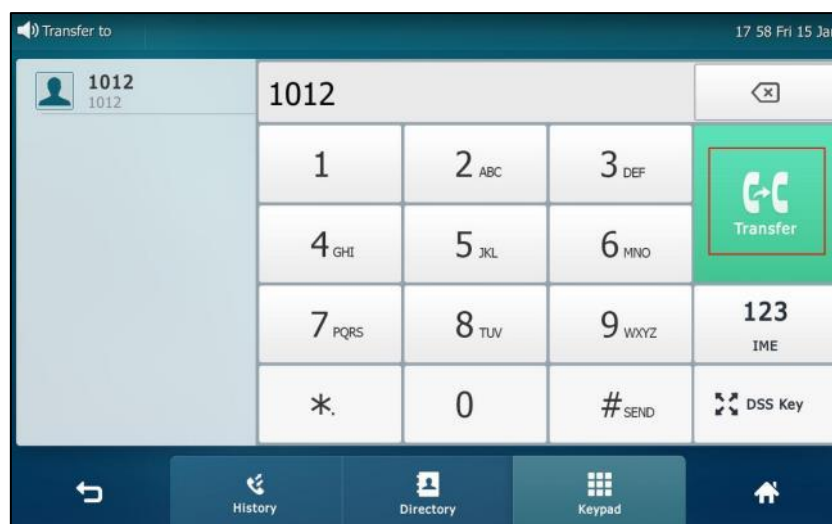 Transfer to
17 58 Fri 15 Jan
1012
1012
1012
1
2 ABC
3 DEF
Transfer
4 GHI
5 JKL
6 MNO
7 PQRS
8 TUV
9 WXYZ
123
IME
*.
0
# SEND
DSS Key
History
Directory
Keypad